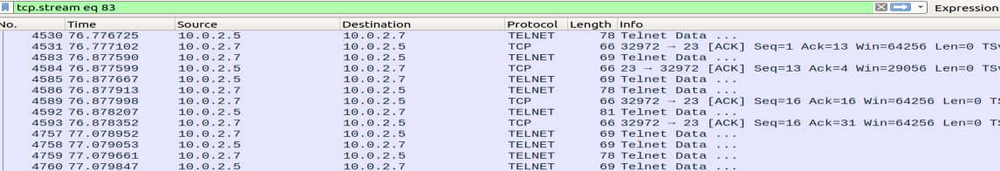 tcp.stream eq 83 Expression
No. Time Source Destination Protocol Length Info
4530 76.776725 10.0.2.5 10.0.2.7 TELNET 78 Telnet Data ...
4531 76.777102 10.0.2.7 10.0.2.5 TCP 66 32972 → 23 [ACK] Seq=1 Ack=13 Win=64256 Len=0 TSv
4583 76.877590 10.0.2.7 10.0.2.5 TELNET 69 Telnet Data ...
4584 76.877599 10.0.2.5 10.0.2.7 TCP 66 23 → 32972 [ACK] Seq=13 Ack=4 Win=29056 Len=0 TSv
4585 76.877667 10.0.2.5 10.0.2.7 TELNET 69 Telnet Data ...
4586 76.877913 10.0.2.7 10.0.2.5 TELNET 78 Telnet Data ...
4589 76.877998 10.0.2.7 10.0.2.5 TCP 66 32972 → 23 [ACK] Seq=16 Ack=16 Win=64256 Len=0 TS
4592 76.878207 10.0.2.5 10.0.2.7 TELNET 81 Telnet Data ...
4593 76.878352 10.0.2.7 10.0.2.5 TCP 66 32972 → 23 [ACK] Seq=16 Ack=31 Win=64256 Len=0 TS
4757 77.078952 10.0.2.7 10.0.2.5 TELNET 69 Telnet Data ...
4758 77.079053 10.0.2.5 10.0.2.7 TELNET 69 Telnet Data ...
4759 77.079661 10.0.2.5 10.0.2.7 TELNET 78 Telnet Data ...
4760 77.079847 10.0.2.7 10.0.2.5 TELNET 69 Telnet Data ...